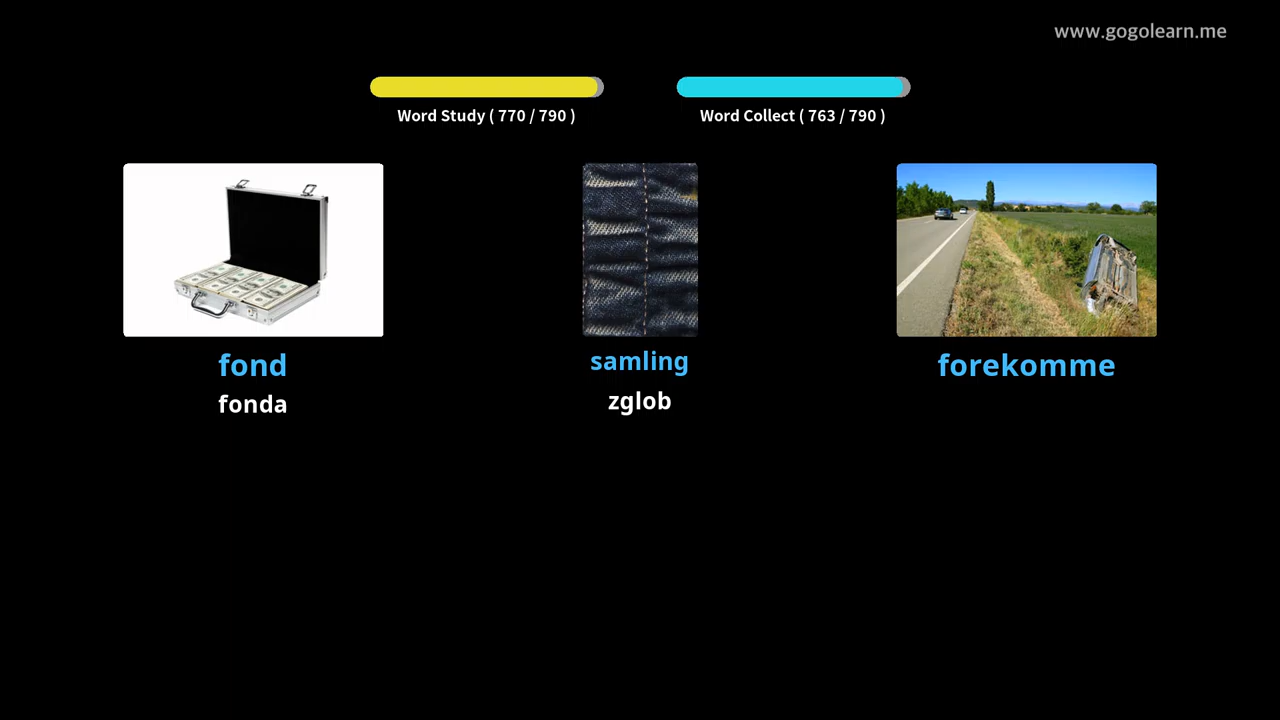 www.gogolearn.me
Word Study ( 770 / 790 )
Word Collect ( 763 / 790 )
fond
samling
forekomme
fonda
zglob